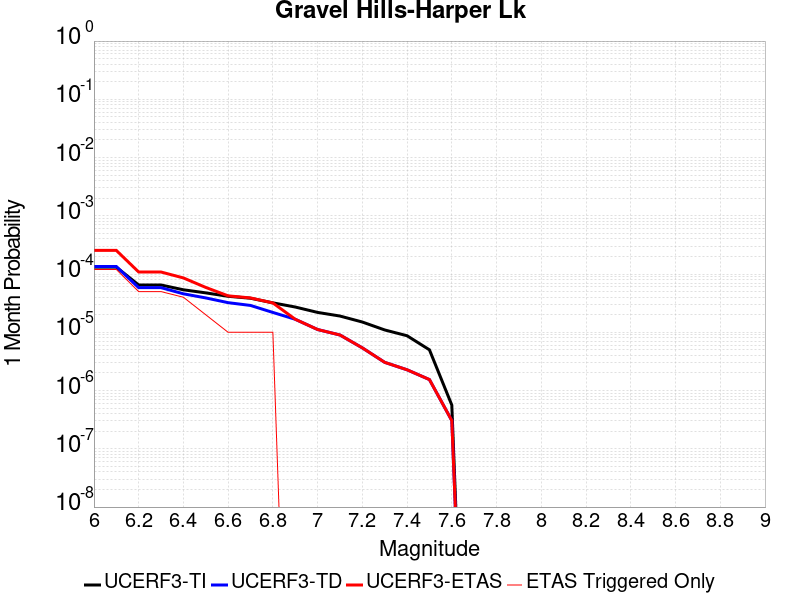 Gravel Hills-Harper Lk
10^0
10^-1
10^-2
10^-3
10^-4
10^-5
10^-6
10^-7
10^-8
1 Month Probability
6 6.2 6.4 6.6 6.8 7 7.2 7.4 7.6 7.8 8 8.2 8.4 8.6 8.8 9
Magnitude
UCERF3-TI UCERF3-TD UCERF3-ETAS ETAS Triggered Only